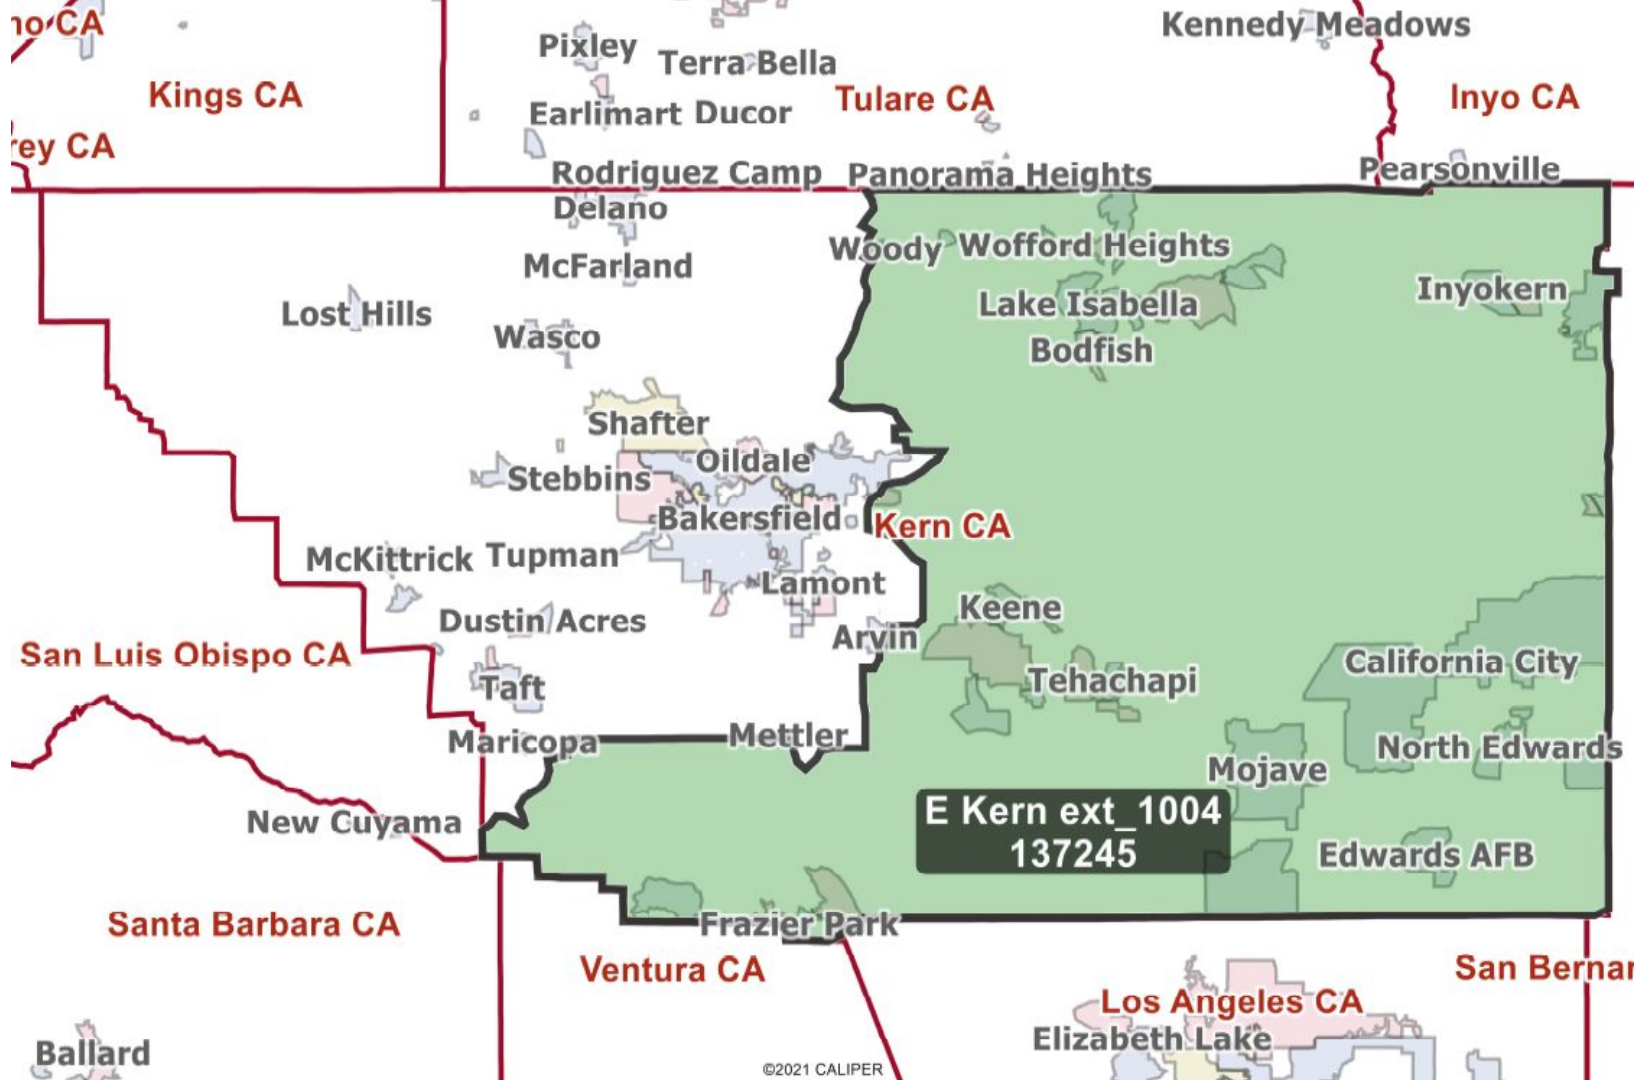 no CA
Kennedy Meadows
Pixley
Terra Bella
Kings CA
Tulare CA
Inyo CA
Earlimart
Ducor
rey CA
Rodriguez Camp
Panorama Heights
Pearsonville
Delano
Woody
Wofford Heights
McFarland
Inyokern
Lost Hills
Lake Isabella
Wasco
Bodfish
Shafter
Oildale
Stebbins
Bakersfield
Kern CA
McKittrick
Tupman
Lamont
Keene
Dustin Acres
Arvin
San Luis Obispo CA
California City
Tehachapi
Taft
Maricopa
Mettler
North Edwards
Mojave
E Kern ext_1004
137245
New Cuyama
Edwards AFB
Santa Barbara CA
Frazier Park
Ventura CA
San Bernar
Los Angeles CA
Elizabeth Lake
Ballard
©2021 CALIPER